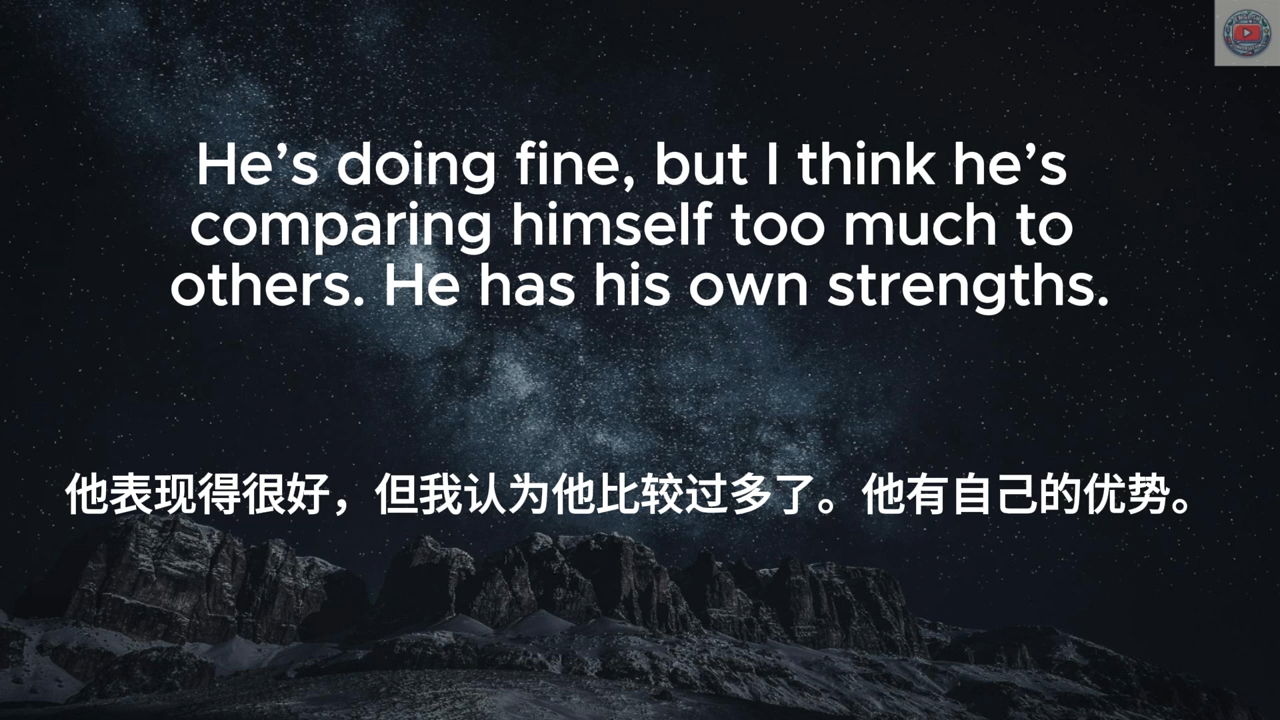 He’s doing fine, but I think he’s
comparing himself too much to
others. He has his own strengths.
他表现得很好，但我认为他比较过多了。他有自己的优势。